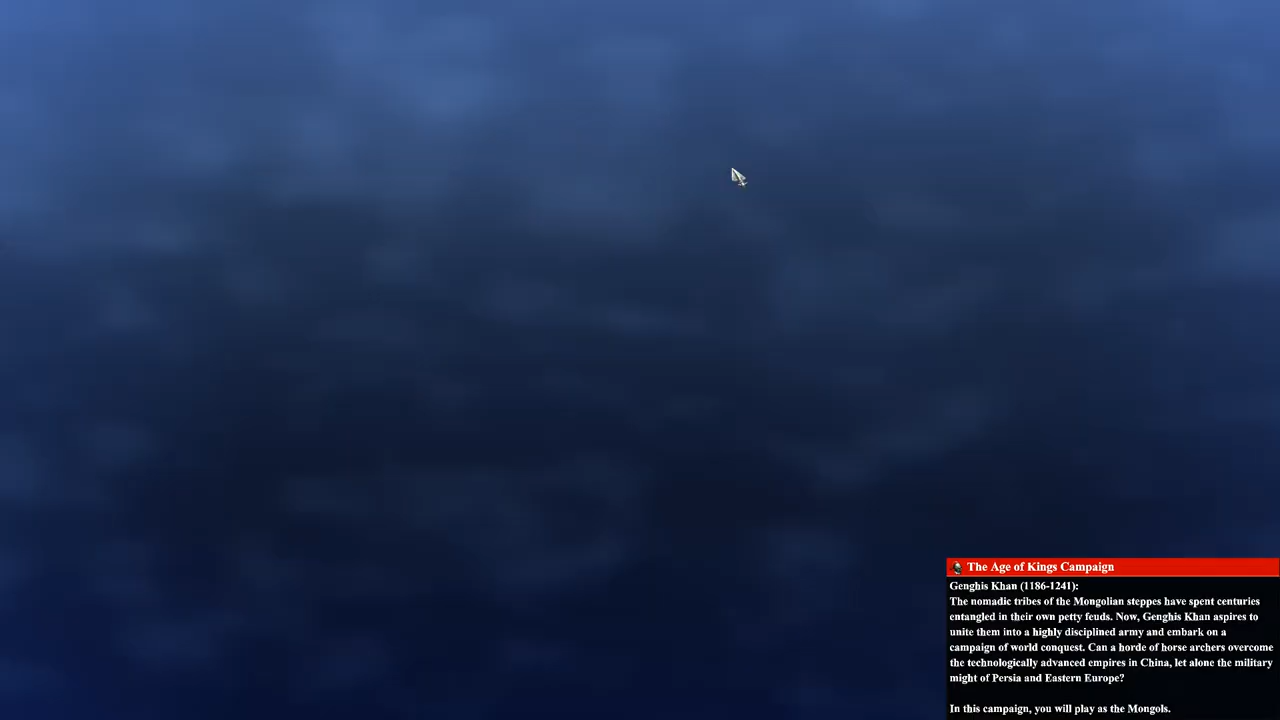 The Age of Kings Campaign
Genghis Khan (1186-1241):
The nomadic tribes of the Mongolian steppes have spent centuries
entangled in their own petty feuds. Now, Genghis Khan aspires to
unite them into a highly disciplined army and embark on a
campaign of world conquest. Can a horde of horse archers overcome
the technologically advanced empires in China, let alone the military
might of Persia and Eastern Europe?
In this campaign, you will play as the Mongols.